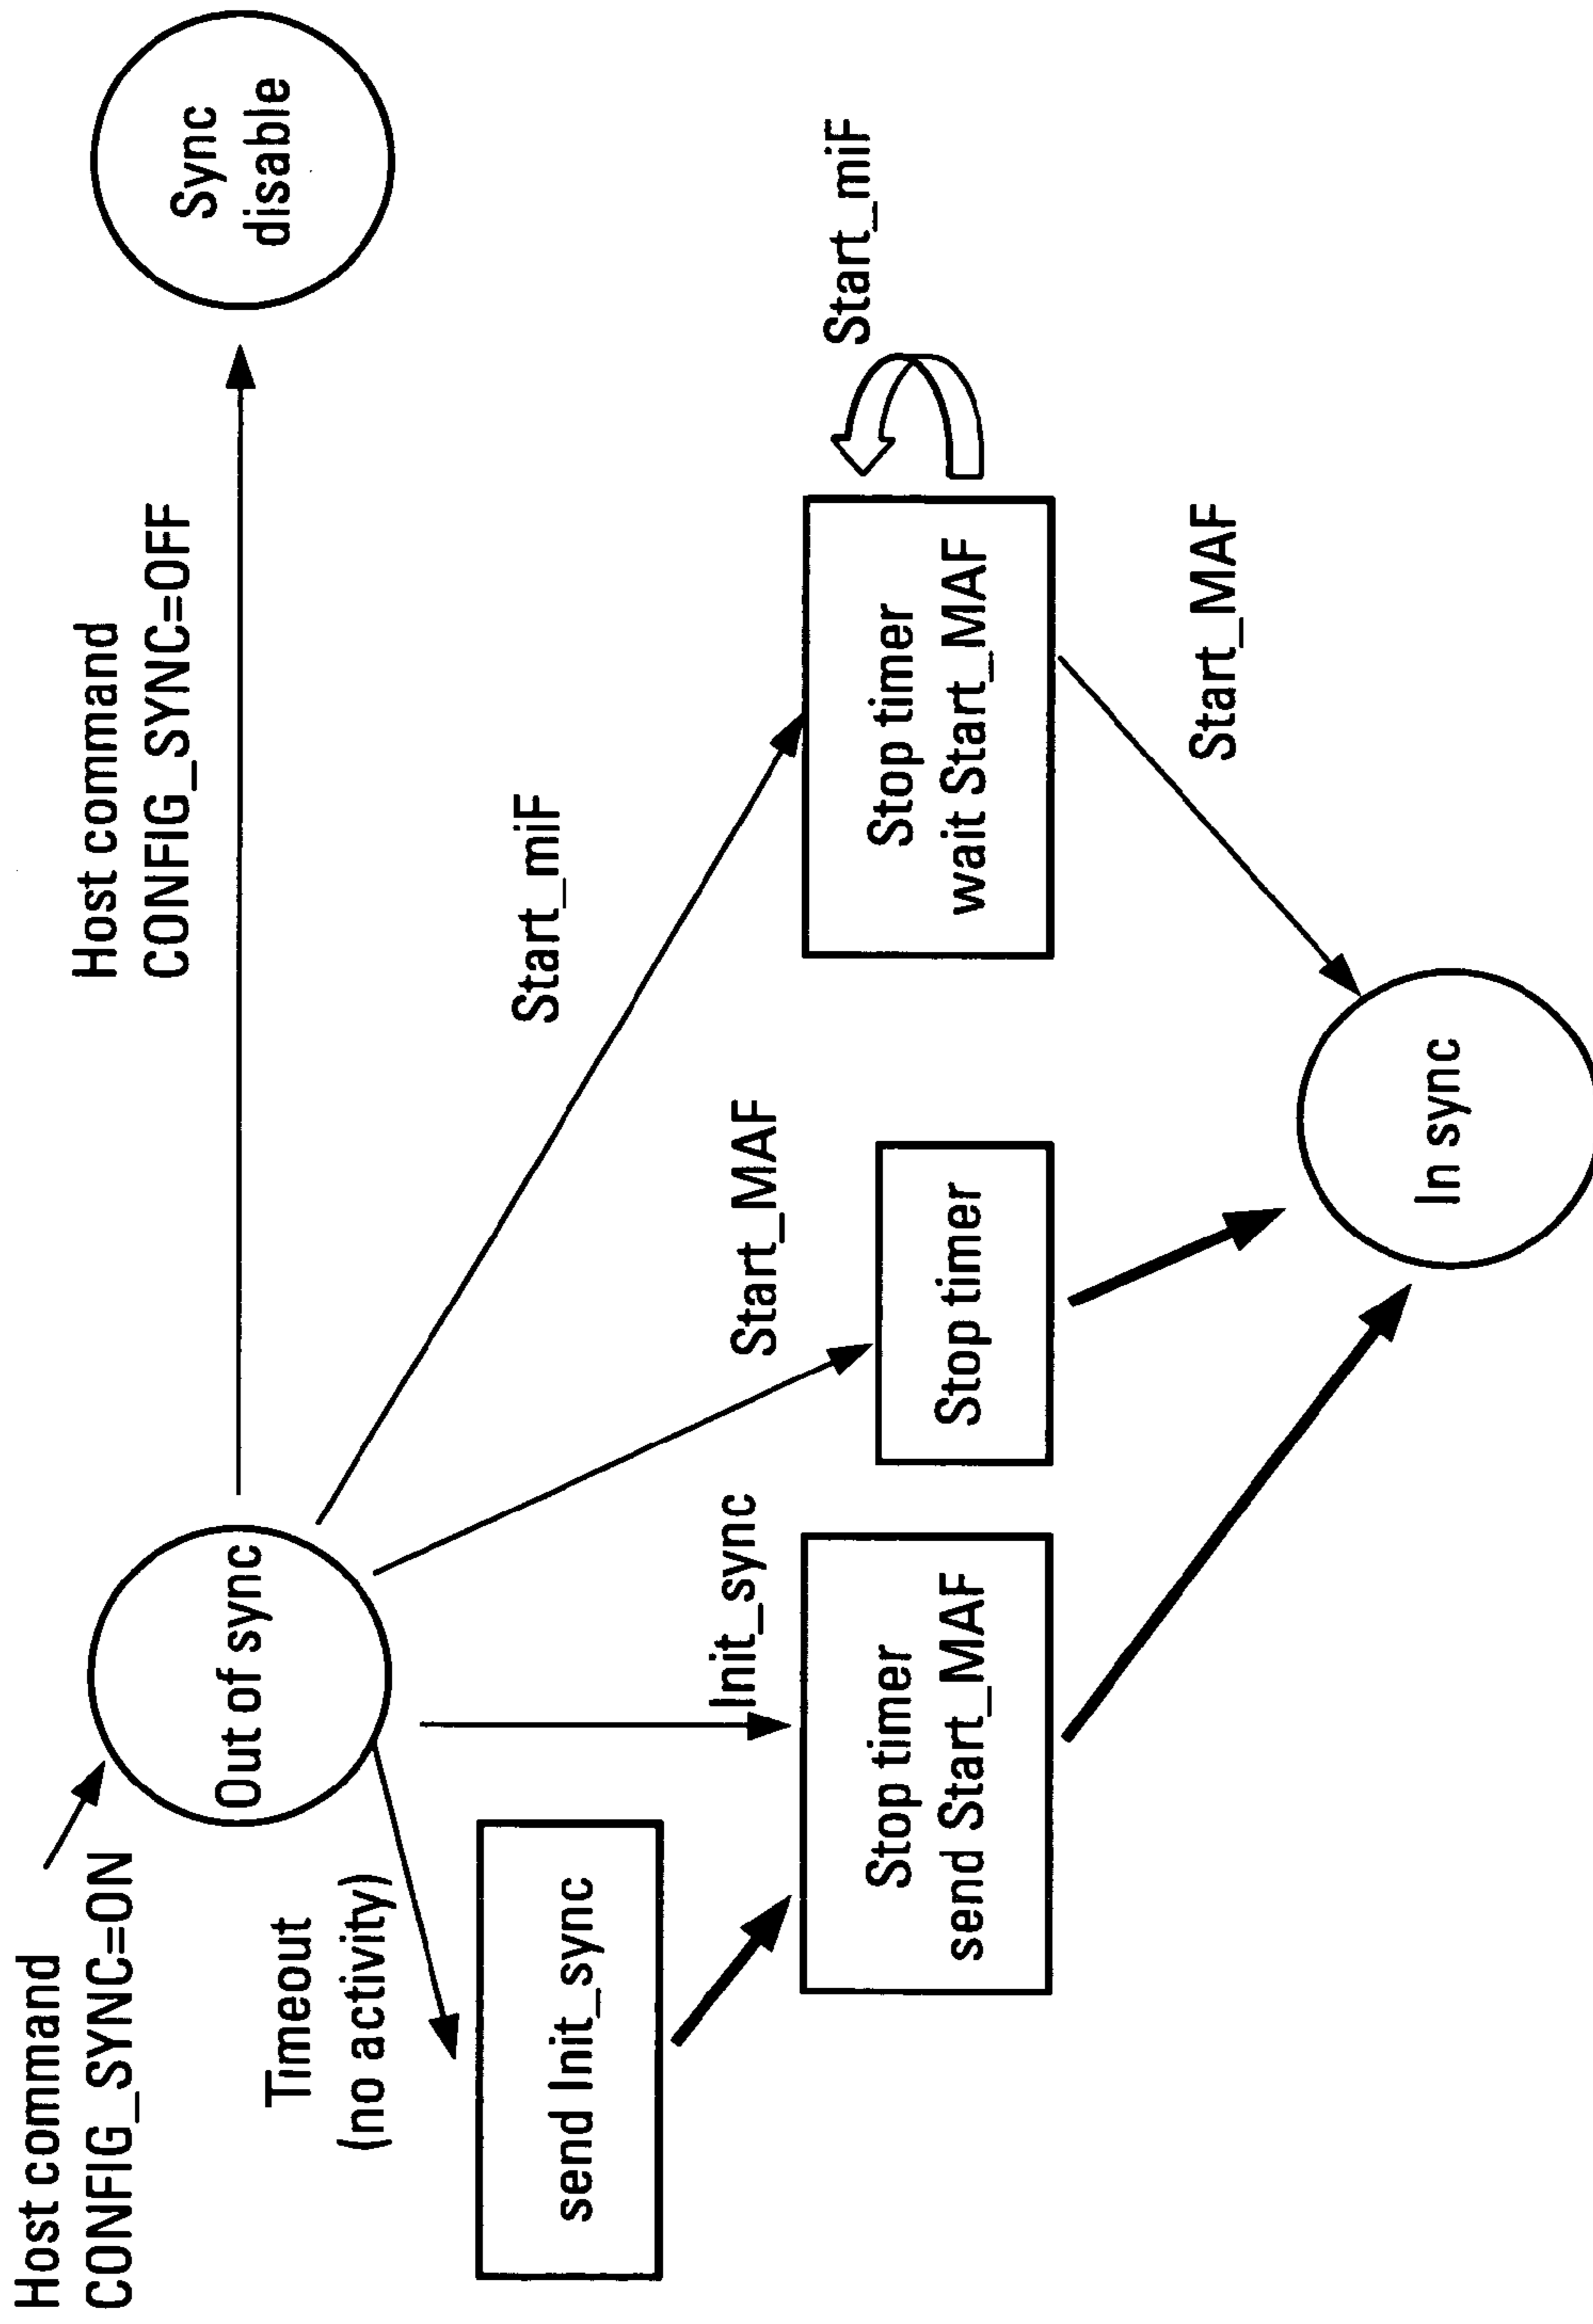 Host command
CONFIG_SYNC=ON
Host command
CONFIG_SYNC=OFF
Out of sync
Sync
disable
Timeout
(no activity)
Start_miF
send Init_sync
Init_sync
Start_MAF
Start_miF
Stop timer
send Start_MAF
Stop timer
Stop timer
wait Start_MAF
Start_MAF
In sync